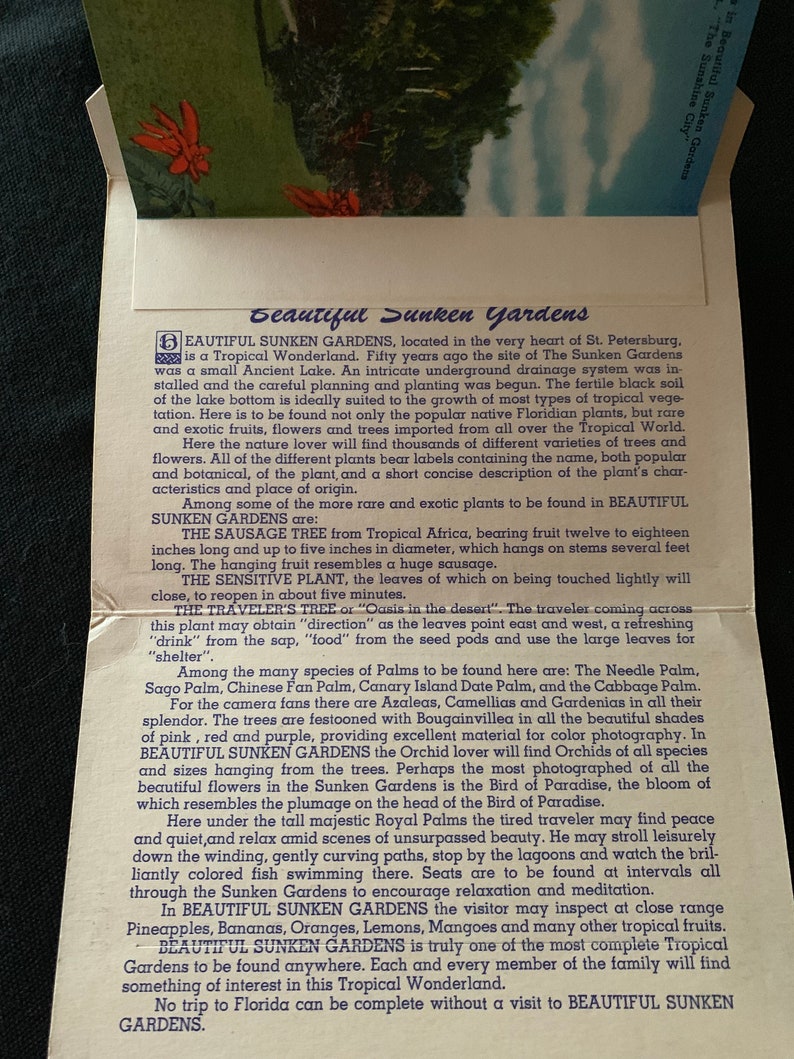 s in Beautiful Sunken Gardens
"The Sunshine City"
Beautiful Sunken Gardens
BEAUTIFUL SUNKEN GARDENS, located in the very heart of St. Petersburg,
is a Tropical Wonderland. Fifty years ago the site of The Sunken Gardens
was a small Ancient Lake. An intricate underground drainage system was in-
stalled and the careful planning and planting was begun. The fertile black soil
of the lake bottom is ideally suited to the growth of most types of tropical vege-
tation. Here is to be found not only the popular native Floridian plants, but rare
and exotic fruits, flowers and trees imported from all over the Tropical World.
Here the nature lover will find thousands of different varieties of trees and
flowers. All of the different plants bear labels containing the name, both popular
and botanical, of the plant, and a short concise description of the plant's char-
acteristics and place of origin.
Among some of the more rare and exotic plants to be found in BEAUTIFUL
SUNKEN GARDENS are:
THE SAUSAGE TREE from Tropical Africa, bearing fruit twelve to eighteen
inches long and up to five inches in diameter, which hangs on stems several feet
long. The hanging fruit resembles a huge sausage.
THE SENSITIVE PLANT, the leaves of which on being touched lightly will
close, to reopen in about five minutes.
THE TRAVELER'S TREE or "Oasis in the desert". The traveler coming across
this plant may obtain "direction" as the leaves point east and west, a refreshing
"drink" from the sap, "food" from the seed pods and use the large leaves for
"shelter".
Among the many species of Palms to be found here are: The Needle Palm,
Sago Palm, Chinese Fan Palm, Canary Island Date Palm, and the Cabbage Palm.
For the camera fans there are Azaleas, Camellias and Gardenias in all their
splendor. The trees are festooned with Bougainvillea in all the beautiful shades
of pink , red and purple, providing excellent material for color photography. In
BEAUTIFUL SUNKEN GARDENS the Orchid lover will find Orchids of all species
and sizes hanging from the trees. Perhaps the most photographed of all the
beautiful flowers in the Sunken Gardens is the Bird of Paradise, the bloom of
which resembles the plumage on the head of the Bird of Paradise.
Here under the tall majestic Royal Palms the tired traveler may find peace
and quiet,and relax amid scenes of unsurpassed beauty. He may stroll leisurely
down the winding, gently curving paths, stop by the lagoons and watch the bril-
liantly colored fish swimming there. Seats are to be found at intervals all
through the Sunken Gardens to encourage relaxation and meditation.
In BEAUTIFUL SUNKEN GARDENS the visitor may inspect at close range
Pineapples, Bananas, Oranges, Lemons, Mangoes and many other tropical fruits.
BEAUTIFUL SUNKEN GARDENS is truly one of the most complete Tropical
Gardens to be found anywhere. Each and every member of the family will find
something of interest in this Tropical Wonderland.
No trip to Florida can be complete without a visit to BEAUTIFUL SUNKEN
GARDENS.